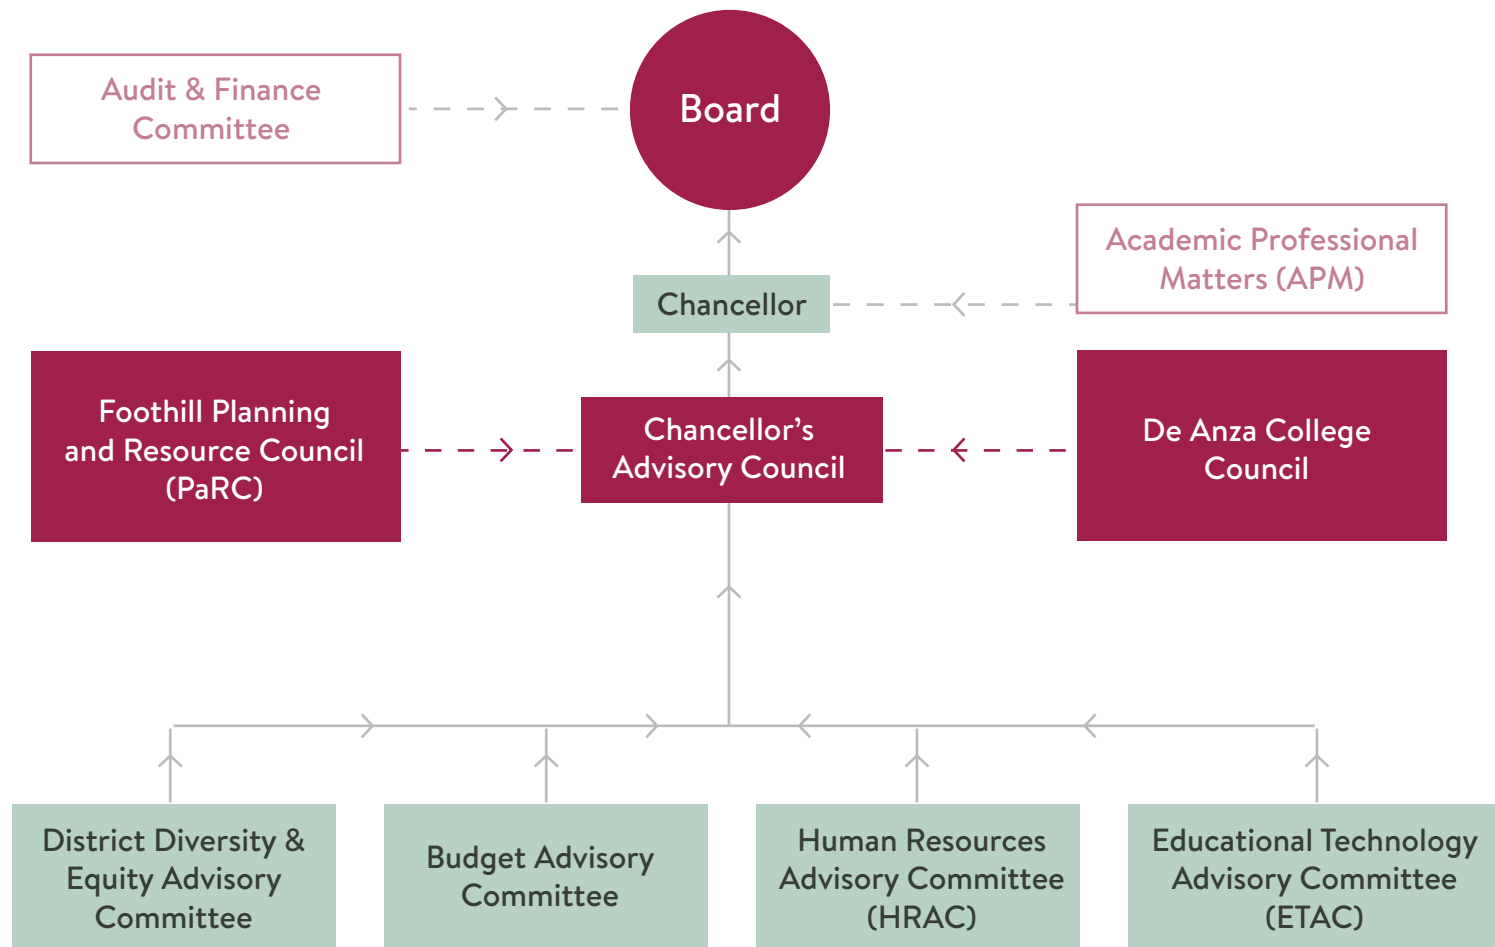 Audit & Finance
Committee
Board
Academic Professional
Matters (APM)
Chancellor
Foothill Planning
and Resource Council
(PaRC)
Chancellor's
Advisory Council
De Anza College
Council
District Diversity &
Equity Advisory
Committee
Budget Advisory
Committee
Human Resources
Advisory Committee
(HRAC)
Educational Technology
Advisory Committee
(ETAC)